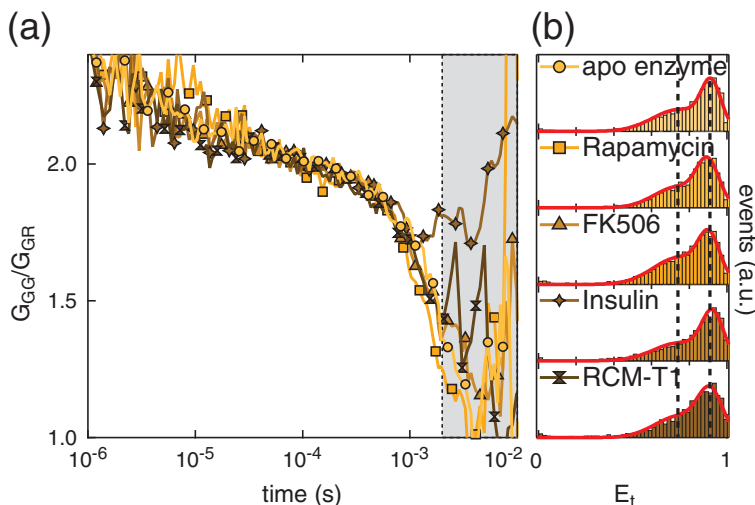 (a)
2.0
1.5
1.0
G_GG/G_GR
10^-6
10^-5
10^-4
10^-3
10^-2
time (s)
(b)
apo enzyme
Rapamycin
FK506
Insulin
RCM-T1
events (a.u.)
0
1
E_t